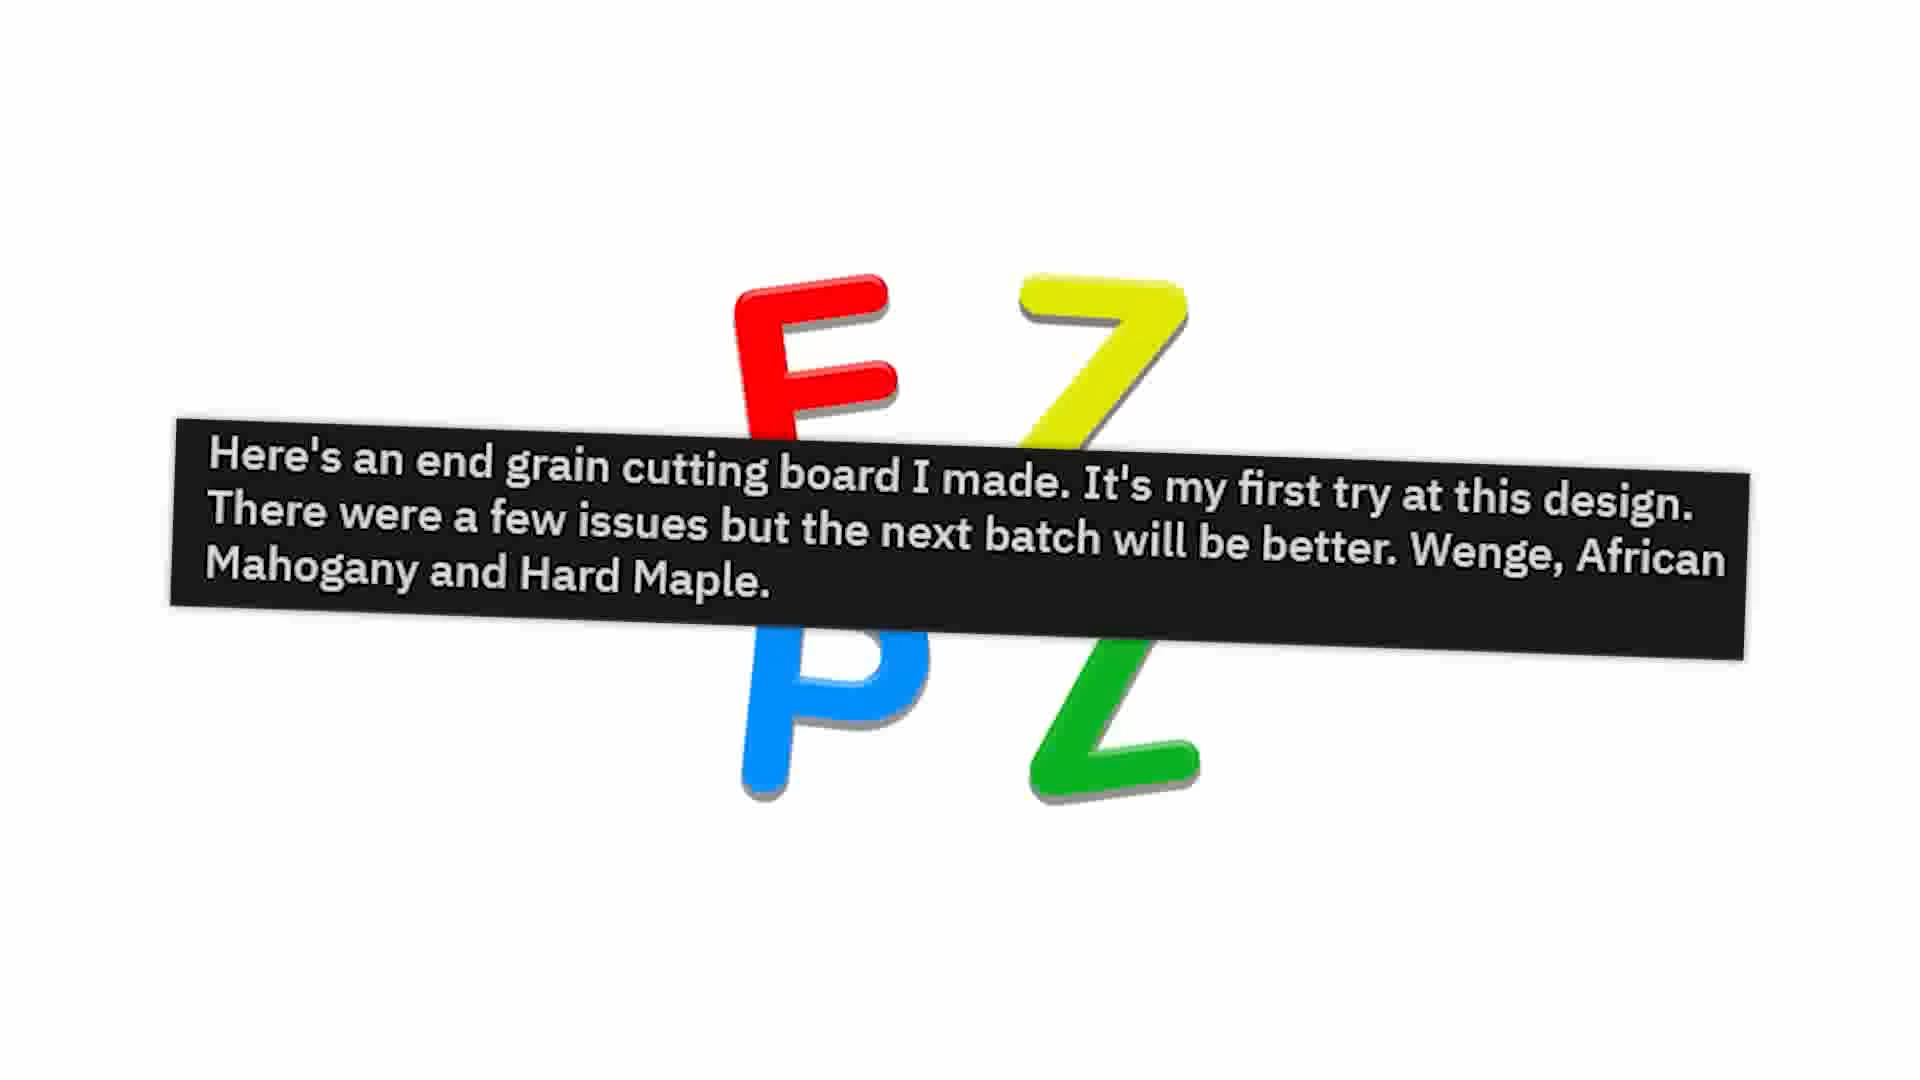 F Z
Here's an end grain cutting board I made. It's my first try at this design.
There were a few issues but the next batch will be better. Wenge, African
Mahogany and Hard Maple.
P Z